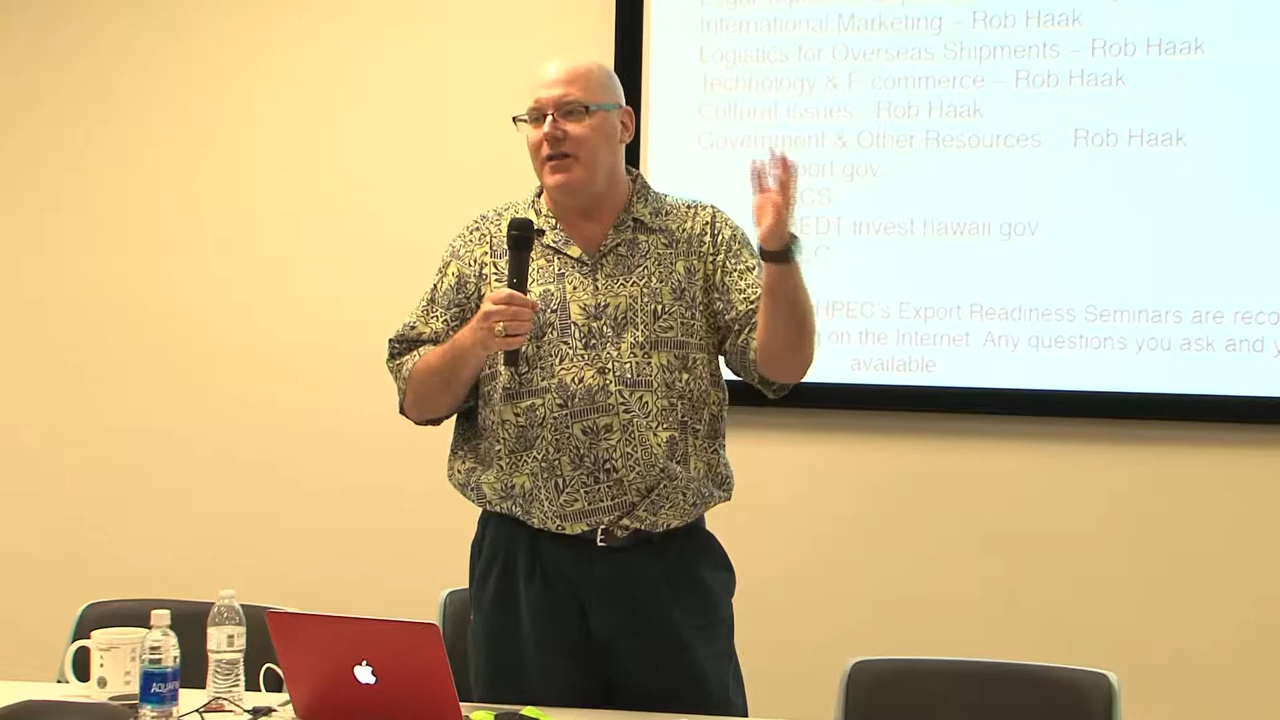 International Marketing – Rob Haak
Logistics for Overseas Shipments – Rob Haak
Technology & E commerce – Rob Haak
Cultural Issues - Rob Haak
Government & Other Resources Rob Haak
port gov
CS
EDT invest hawaii gov
C
HPEC's Export Readiness Seminars are reco
on the Internet. Any questions you ask and y
available
AQUAFI